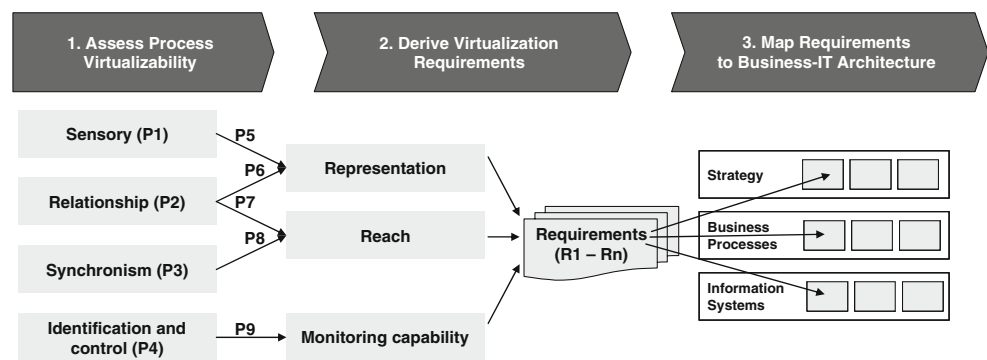 1. Assess Process
Virtualizability
2. Derive Virtualization
Requirements
3. Map Requirements
to Business-IT Architecture
Sensory (P1)
Relationship (P2)
Synchronism (P3)
Identification and
control (P4)
P5
P6
P7
P8
P9
Representation
Reach
Monitoring capability
Requirements
(R1 – Rn)
Strategy
Business
Processes
Information
Systems